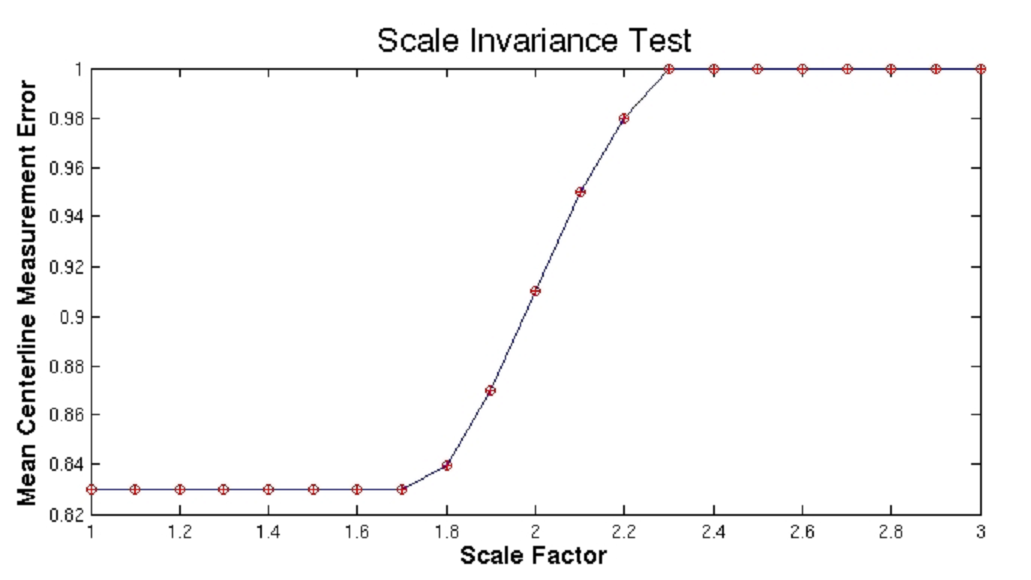 Scale Invariance Test
Mean Centerline Measurement Error
1
0.98
0.96
0.94
0.92
0.9
0.88
0.86
0.84
0.82
1 1.2 1.4 1.6 1.8 2 2.2 2.4 2.6 2.8 3
Scale Factor